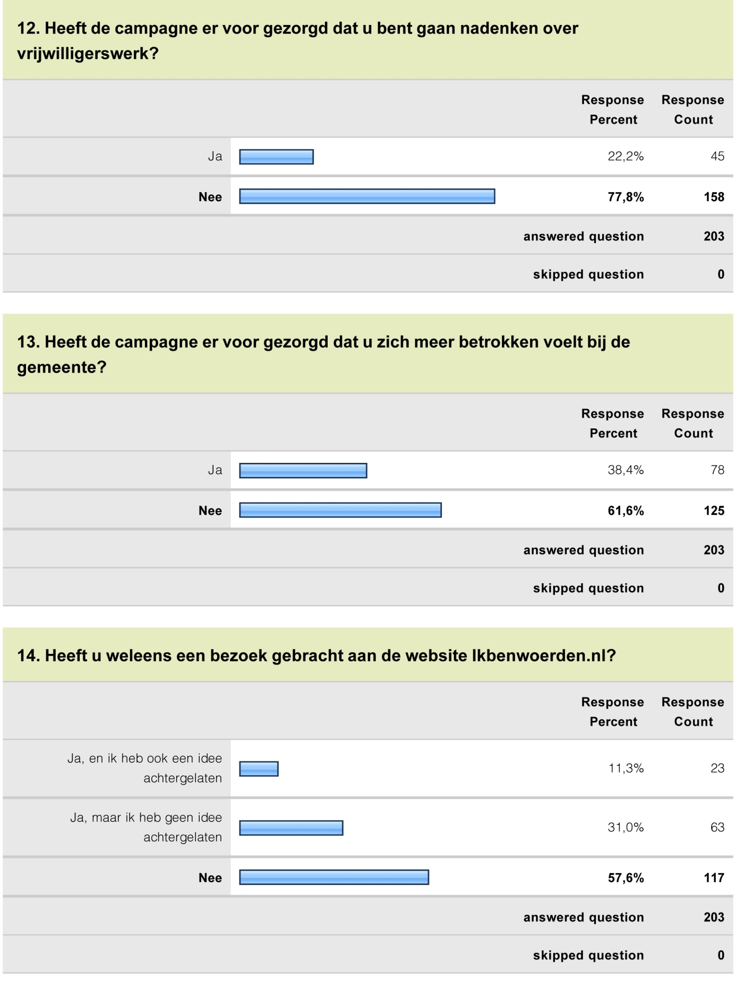 12. Heeft de campagne er voor gezorgd dat u bent gaan nadenken over
vrijwilligerswerk?
Response Response
Percent Count
Ja 22,2% 45
Nee 77,8% 158
answered question 203
skipped question 0
13. Heeft de campagne er voor gezorgd dat u zich meer betrokken voelt bij de
gemeente?
Response Response
Percent Count
Ja 38,4% 78
Nee 61,6% 125
answered question 203
skipped question 0
14. Heeft u weleens een bezoek gebracht aan de website Ikbenwoerden.nl?
Response Response
Percent Count
Ja, en ik heb ook een idee
achtergelaten 11,3% 23
Ja, maar ik heb geen idee
achtergelaten 31,0% 63
Nee 57,6% 117
answered question 203
skipped question 0